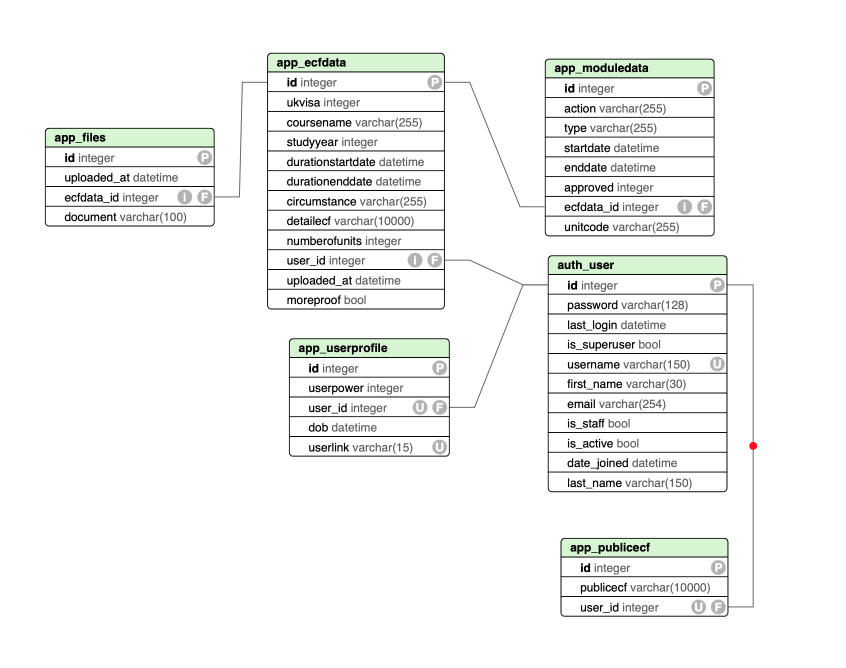 app_ecfdata
id integer P
ukvisa integer
coursename varchar(255)
studyyear integer
durationstartdate datetime
durationenddate datetime
circumstance varchar(255)
detailecf varchar(10000)
numberofunits integer
user_id integer i F
uploaded_at datetime
moreproof bool
app_moduledata
id integer P
action varchar(255)
type varchar(255)
startdate datetime
enddate datetime
approved integer
ecfdata_id integer i F
unitcode varchar(255)
app_files
id integer P
uploaded_at datetime
ecfdata_id integer i F
document varchar(100)
auth_user
id integer P
password varchar(128)
last_login datetime
is_superuser bool
username varchar(150) U
first_name varchar(30)
email varchar(254)
is_staff bool
is_active bool
date_joined datetime
last_name varchar(150)
app_userprofile
id integer P
userpower integer
user_id integer U F
dob datetime
userlink varchar(15) U
app_publicecf
id integer P
publicecf varchar(10000)
user_id integer U F